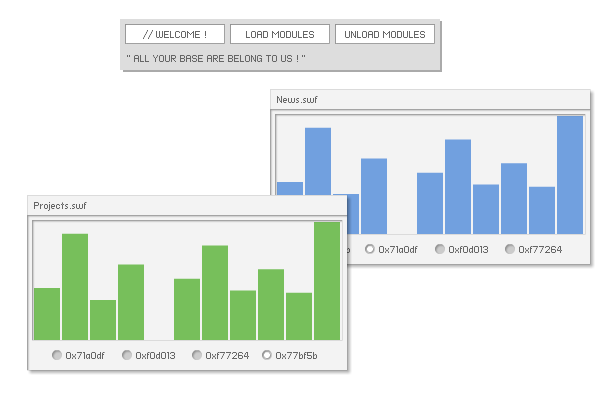 // WELCOME !
LOAD MODULES
UNLOAD MODULES
" ALL YOUR BASE ARE BELONG TO US ! "
News.swf
0x71a0df
0xf0d013
0xf77264
Projects.swf
0x71a0df
0xf0d013
0xf77264
0x77bf5b